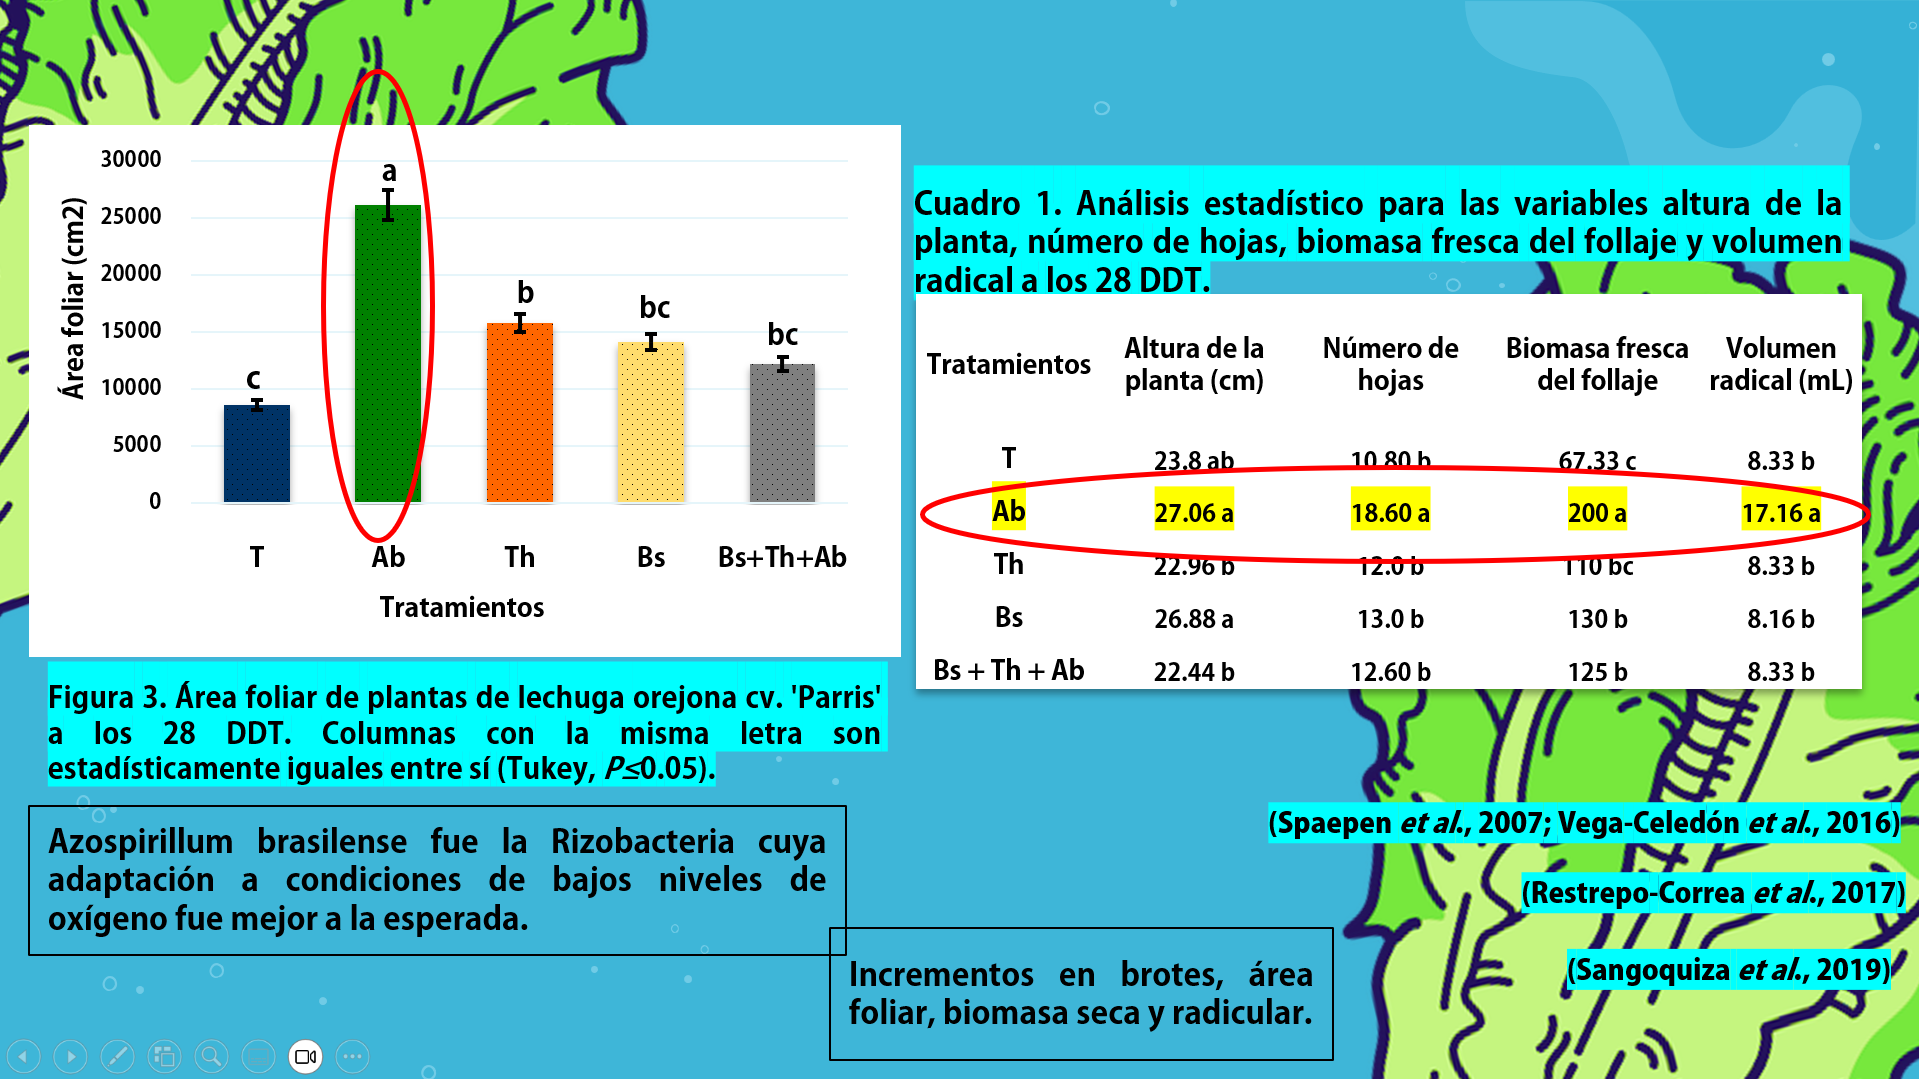 30000
25000
20000
15000
10000
5000
0
Área foliar (cm2)
c
a
b
bc
bc
T Ab Th Bs Bs+Th+Ab
Tratamientos
Figura 3. Área foliar de plantas de lechuga orejona cv. 'Parris'
a los 28 DDT. Columnas con la misma letra son
estadísticamente iguales entre sí (Tukey, P≤0.05).
Azospirillum brasilense fue la Rizobacteria cuya
adaptación a condiciones de bajos niveles de
oxígeno fue mejor a la esperada.
Cuadro 1. Análisis estadístico para las variables altura de la
planta, número de hojas, biomasa fresca del follaje y volumen
radical a los 28 DDT.
Tratamientos Altura de la planta (cm) Número de hojas Biomasa fresca del follaje Volumen radical (mL)
T 23.8 ab 10.80 b 67.33 c 8.33 b
Ab 27.06 a 18.60 a 200 a 17.16 a
Th 22.96 b 12.0 b 110 bc 8.33 b
Bs 26.88 a 13.0 b 130 b 8.16 b
Bs + Th + Ab 22.44 b 12.60 b 125 b 8.33 b
(Spaepen et al., 2007; Vega-Celedón et al., 2016)
(Restrepo-Correa et al., 2017)
(Sangoquiza et al., 2019)
Incrementos en brotes, área
foliar, biomasa seca y radicular.